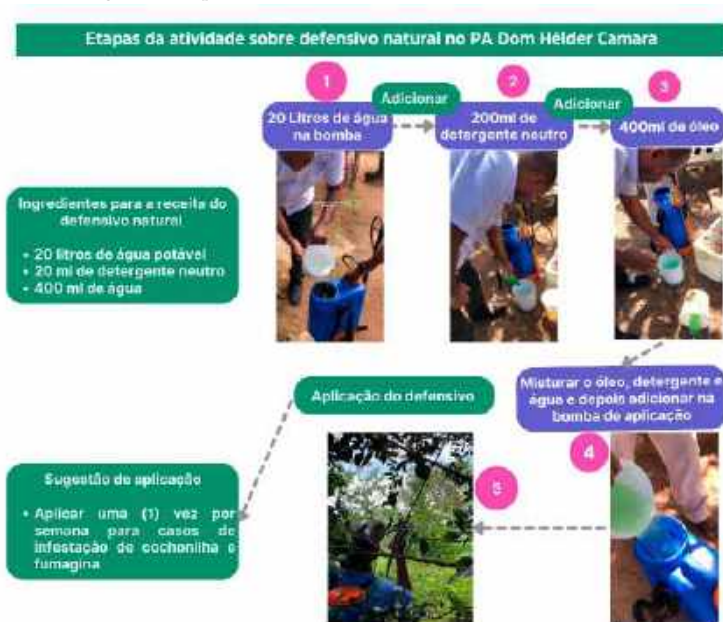 Etapas da atividade sobre defensivo natural no PA Dom Hélder Camara
1
Adicionar
2
Adicionar
3
20 Litros de água
na bomba
200ml de
detergente neutro
400ml de óleo
Ingredientes para a receita do
defensivo natural
• 20 litros de água potável
• 20 ml de detergente neutro
• 400 ml de água
Misturar o óleo, detergente e
água e depois adicionar na
bomba de aplicação
4
Aplicação do defensivo
5
Sugestão de aplicação
• Aplicar uma (1) vez por
semana para casos de
infestação de cochonilha e
fumagina